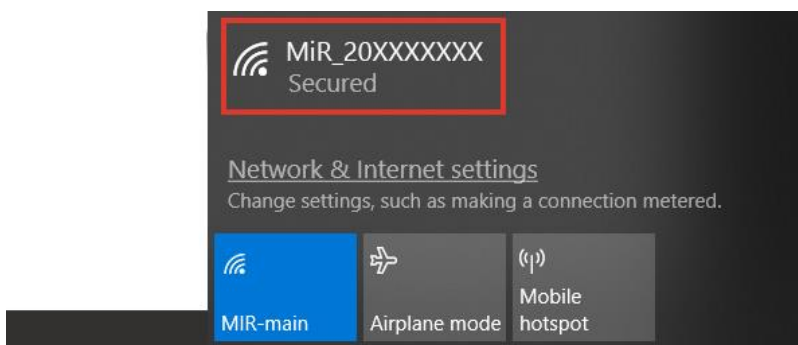 MiR_20XXXXXXX
Secured
Network & Internet settings
Change settings, such as making a connection metered.
MIR-main
Airplane mode
Mobile
hotspot